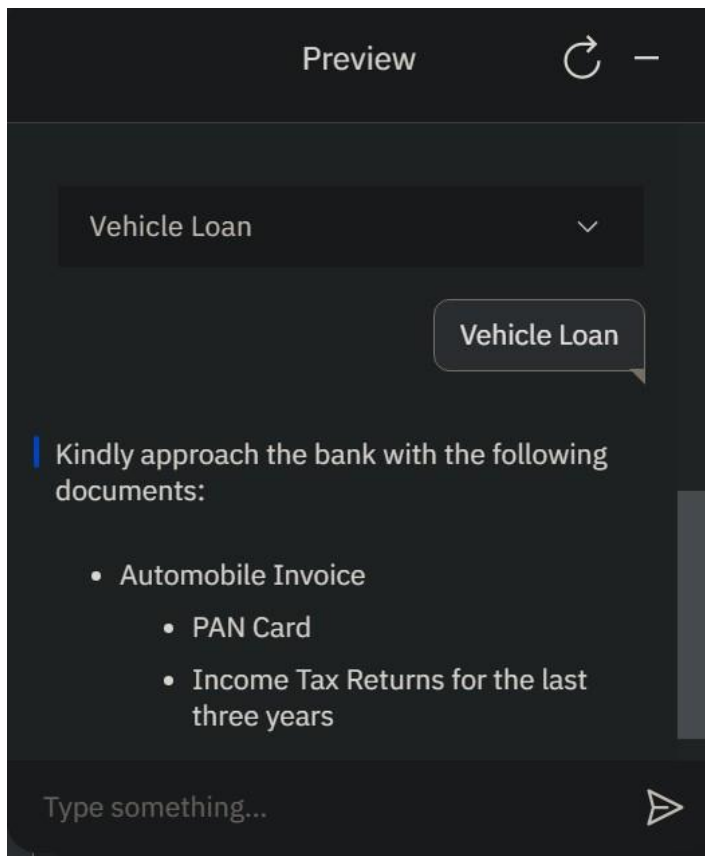 Preview
Vehicle Loan
Vehicle Loan
Kindly approach the bank with the following
documents:
• Automobile Invoice
• PAN Card
• Income Tax Returns for the last
three years
Type something...